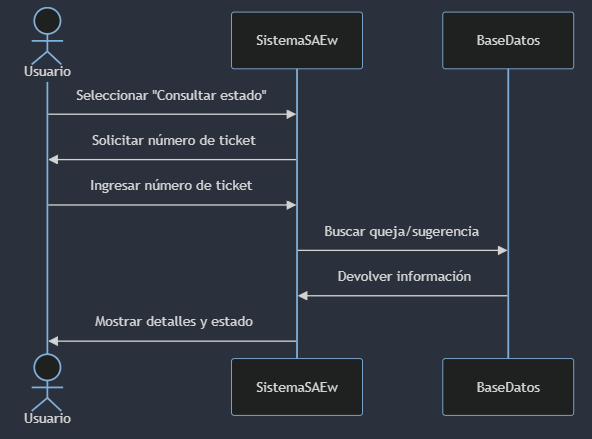 SistemaSAEw
BaseDatos
Usuario
Seleccionar "Consultar estado"
Solicitar número de ticket
Ingresar número de ticket
Buscar queja/sugerencia
Devolver información
Mostrar detalles y estado
SistemaSAEw
BaseDatos
Usuario